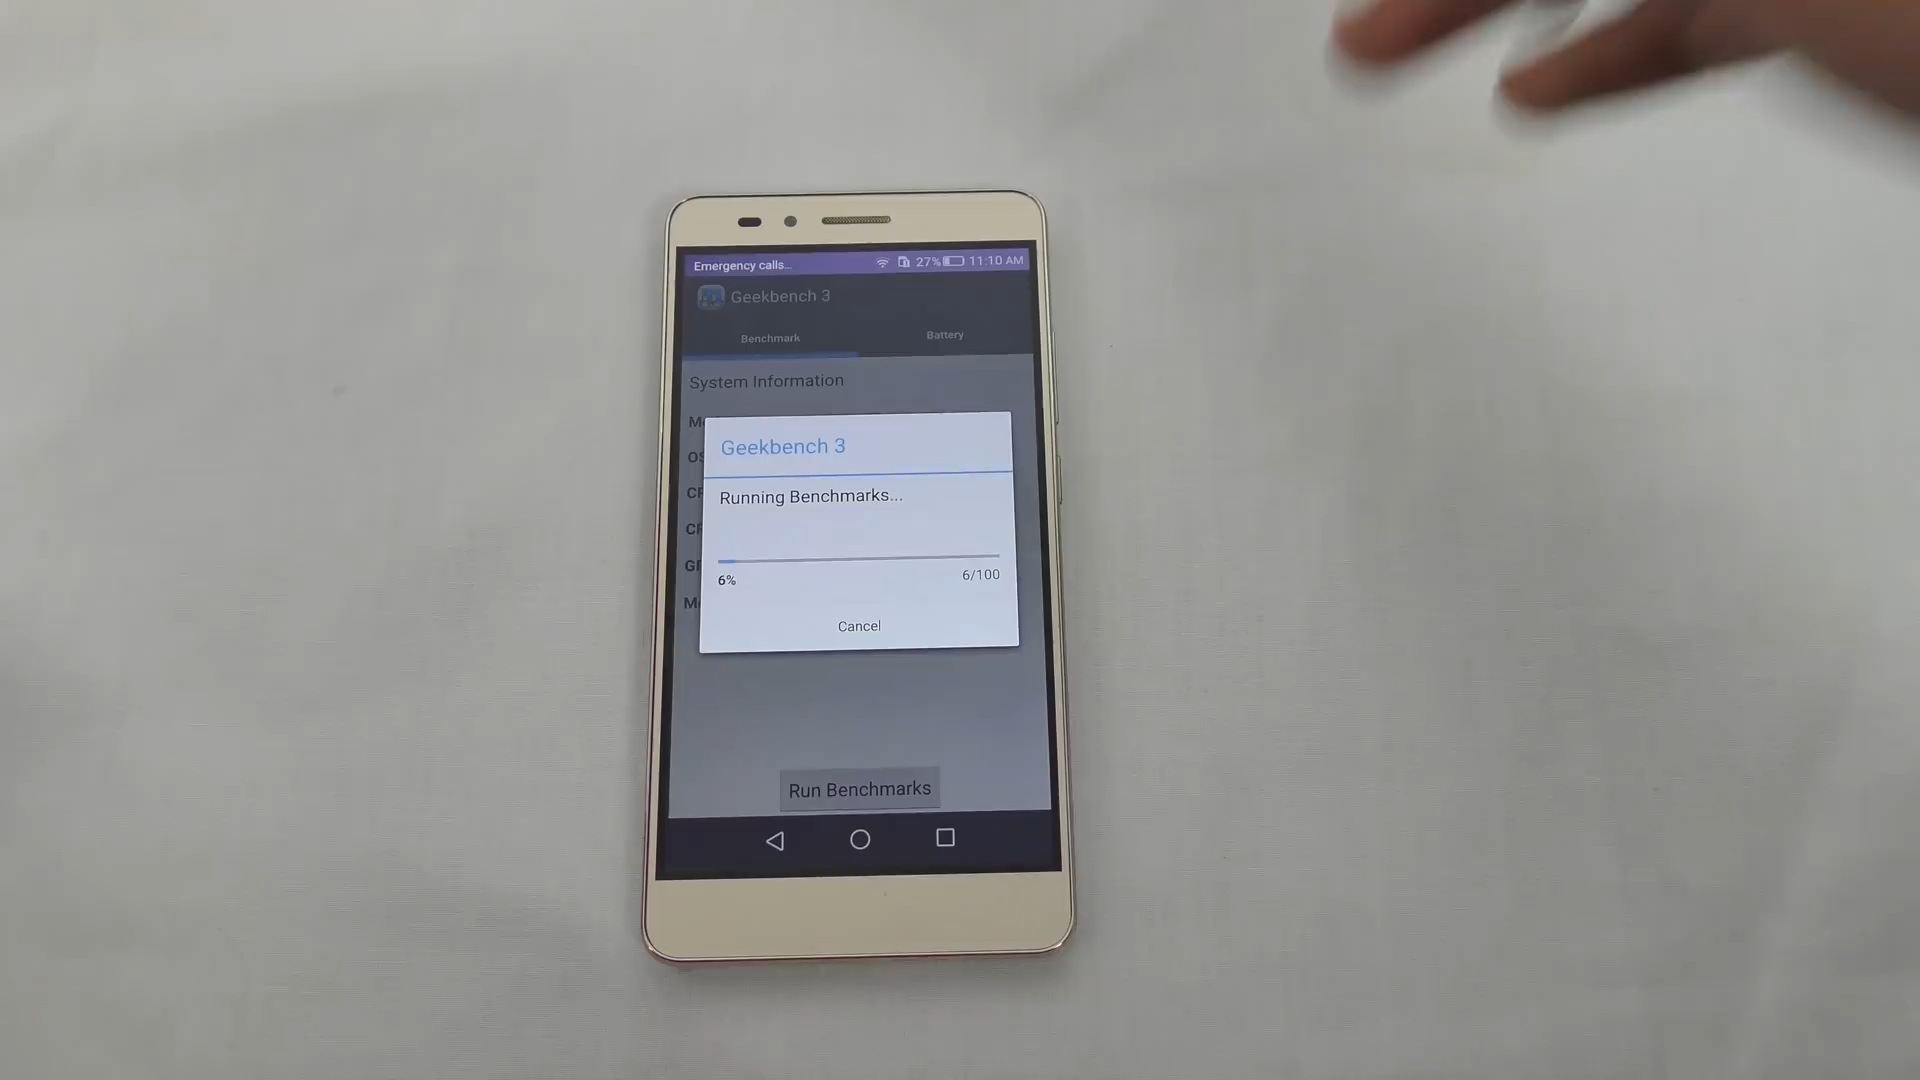 Emergency calls... 27% 11:10 AM
Geekbench 3
Benchmark Battery
System Information
Geekbench 3
Running Benchmarks...
6% 6/100
Cancel
Run Benchmarks